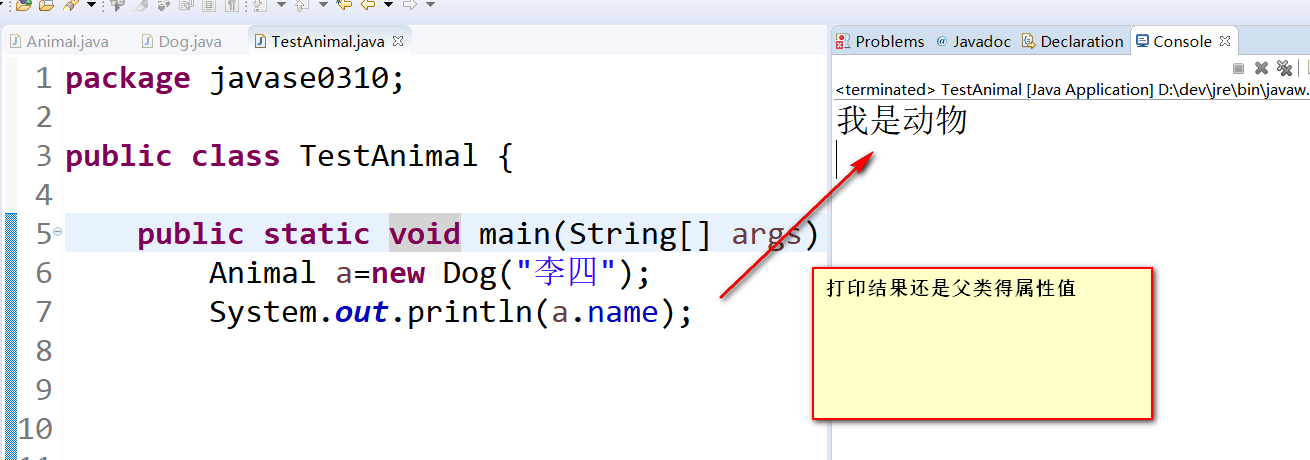 Animal.java
Dog.java
TestAnimal.java
1 package javase0310;
2
3 public class TestAnimal {
4
5 public static void main(String[] args)
6 Animal a=new Dog("李四");
7 System.out.println(a.name);
8
9
10
Problems
@ Javadoc
Declaration
Console
<terminated> TestAnimal [Java Application] D:\dev\jre\bin\javaw.
我是动物
打印结果还是父类得属性值